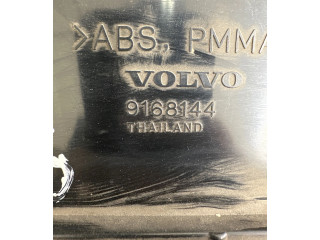 >ABS., PMMA
VOLVO
9168144
THAILAND